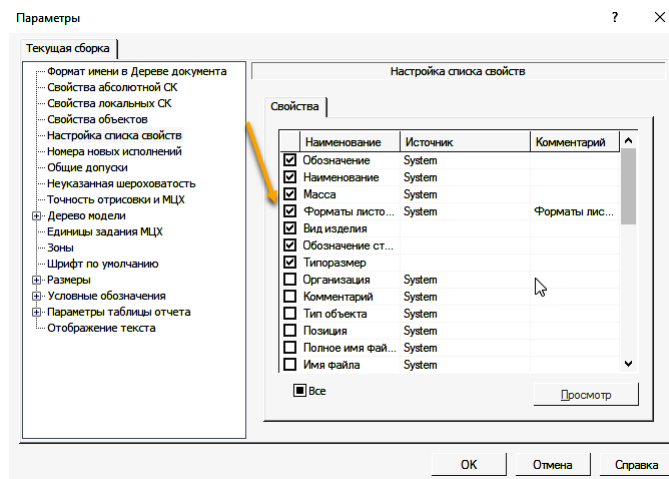 Параметры ? ×
Текущая сборка
Формат имени в Дереве документа
Свойства абсолютной СК
Свойства локальных СК
Свойства объектов
Настройка списка свойств
Номера новых исполнений
Общие допуски
Неуказанная шероховатость
Точность отрисовки и МЦХ
Дерево модели
Единицы задания МЦХ
Зоны
Шрифт по умолчанию
Размеры
Условные обозначения
Параметры таблицы отчета
Отображение текста
Настройка списка свойств
Свойства
Наименование Источник Комментарий
Обозначение System
Наименование System
Масса System
Форматы листо... System Форматы лис...
Вид изделия
Обозначение ст...
Типоразмер
Организация System
Комментарий System
Тип объекта System
Позиция System
Полное имя фай... System
Имя файла System
Все
Просмотр
OK Отмена Справка